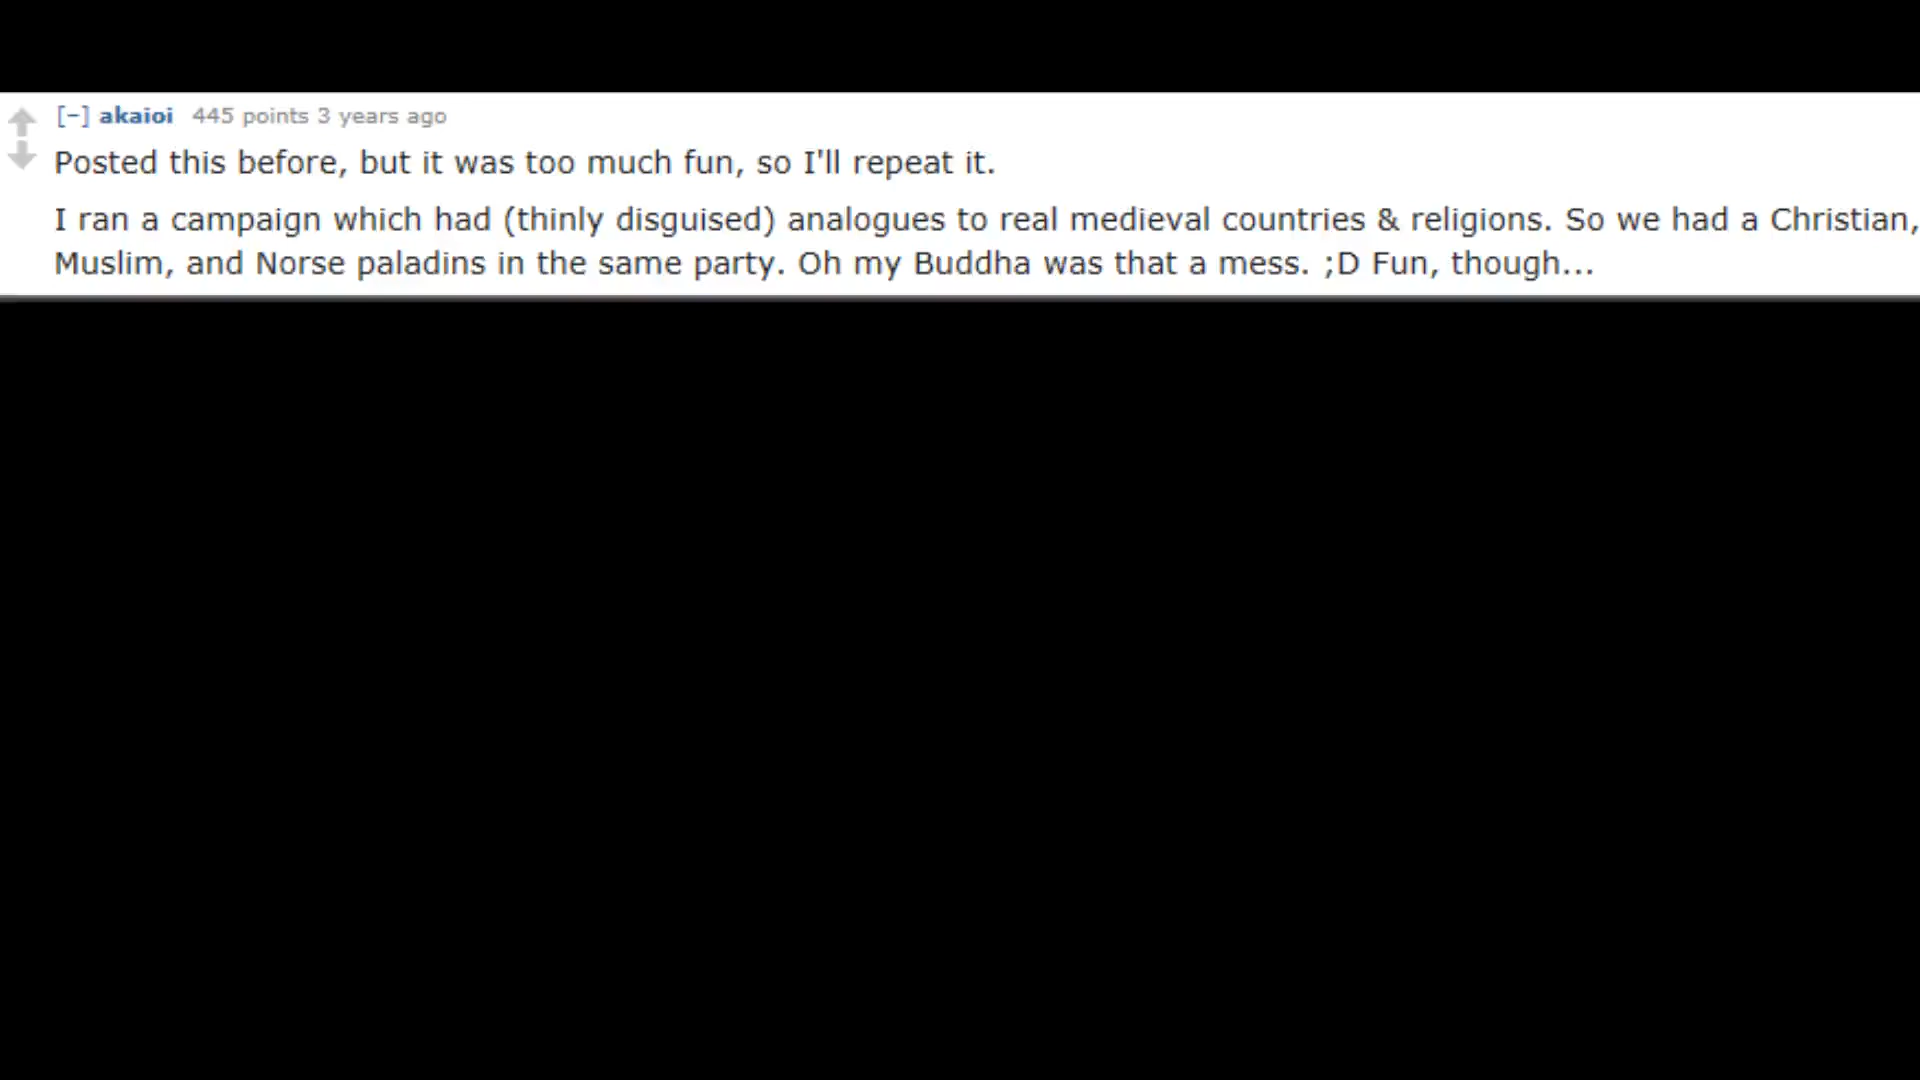 [–] akaioi 445 points 3 years ago
Posted this before, but it was too much fun, so I'll repeat it.
I ran a campaign which had (thinly disguised) analogues to real medieval countries & religions. So we had a Christian,
Muslim, and Norse paladins in the same party. Oh my Buddha was that a mess. ;D Fun, though...